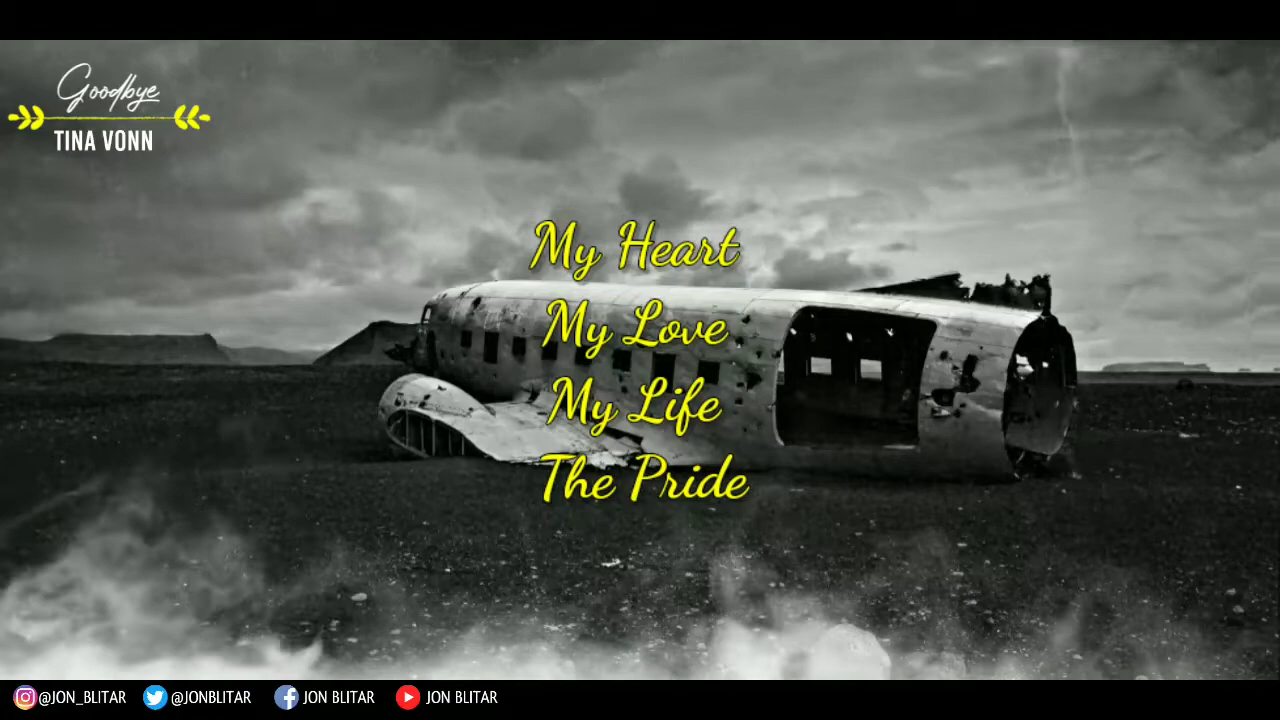 Goodbye
TINA VONN
My Heart
My Love
My Life
The Pride
@JON_BLITAR @JONBLITAR JON BLITAR JON BLITAR